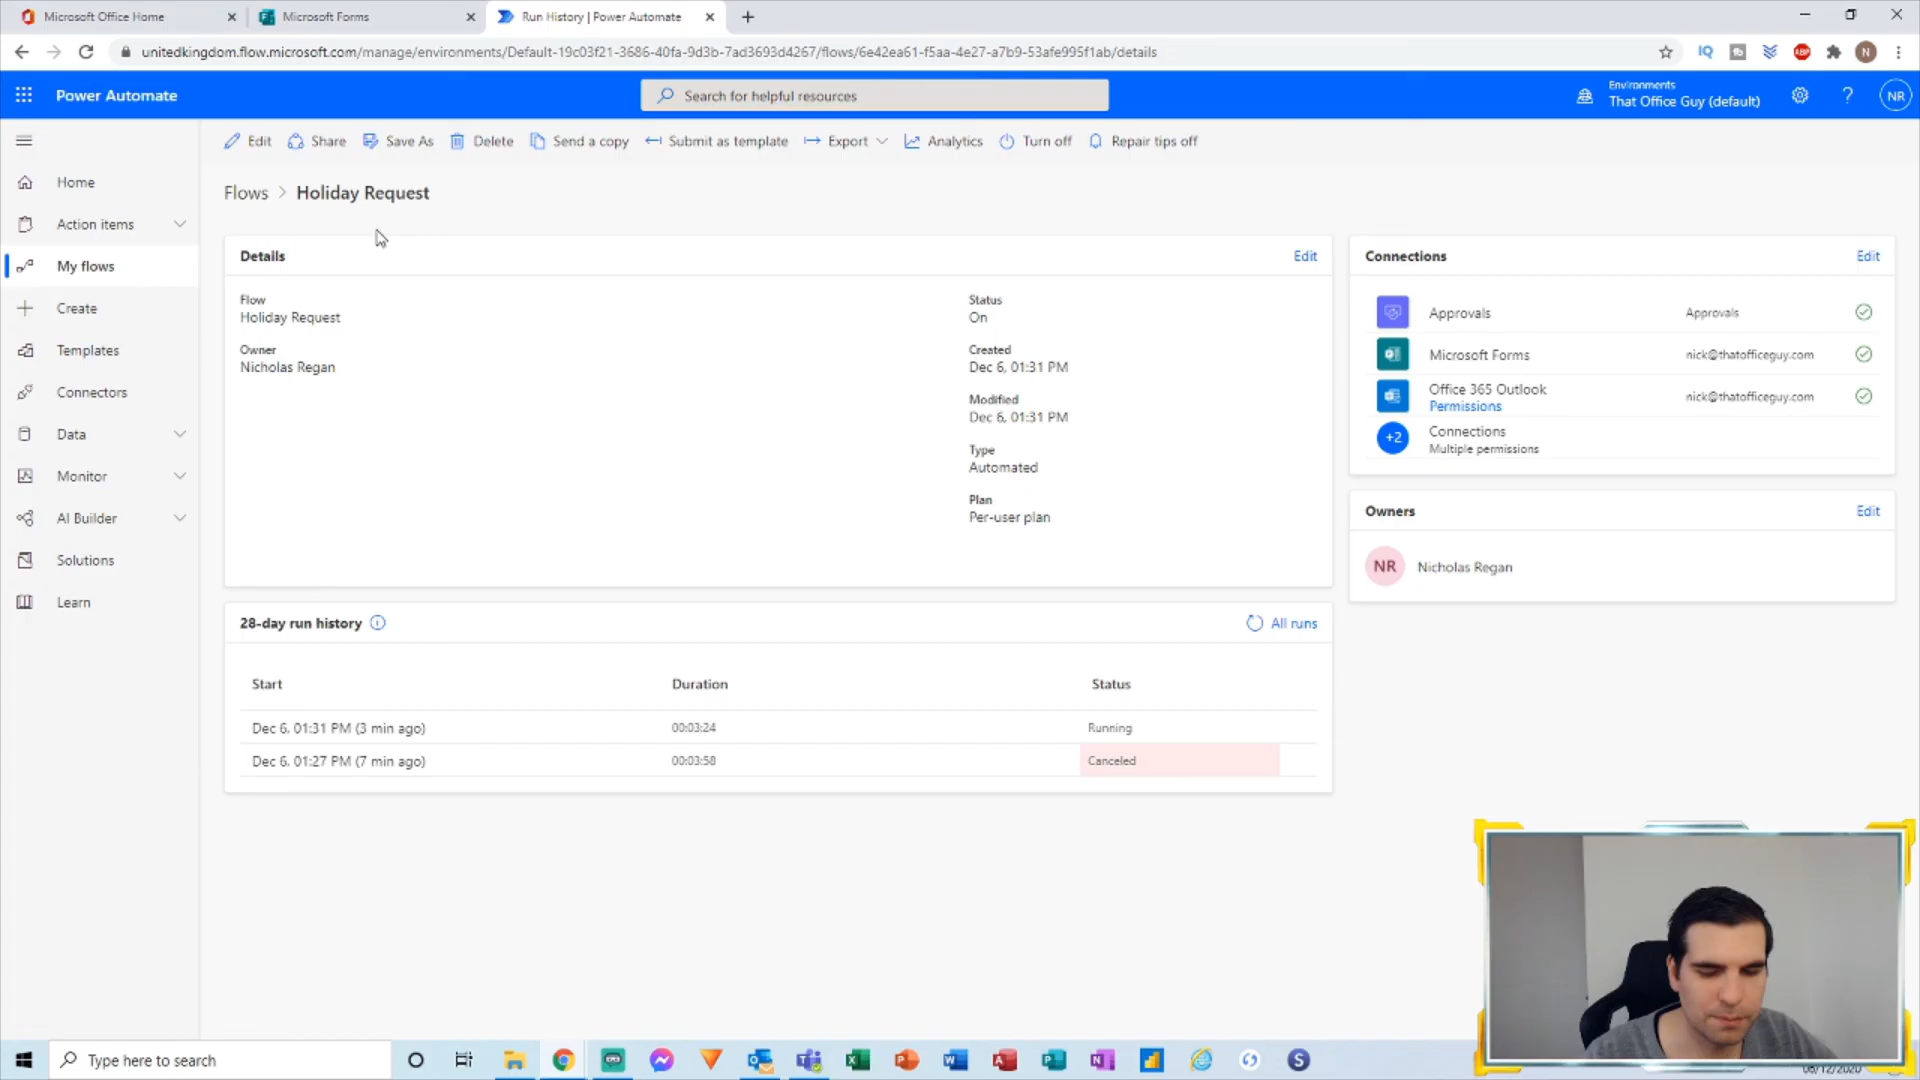 Microsoft Office Home
Microsoft Forms
Run History | Power Automate
unitedkingdom.flow.microsoft.com/manage/environments/Default-19c03f21-3686-40fa-9d3b-7ad3693d4267/flows/6e42ea61-f5aa-4e27-a7b9-53afe995f1ab/details
IQ
ABP
N
Power Automate
Search for helpful resources
Environments
That Office Guy (default)
?
NR
Edit
Share
Save As
Delete
Send a copy
Submit as template
Export
Analytics
Turn off
Repair tips off
Home
Action items
My flows
Create
Templates
Connectors
Data
Monitor
AI Builder
Solutions
Learn
Flows > Holiday Request
Details
Edit
Flow
Holiday Request
Owner
Nicholas Regan
Status
On
Created
Dec 6, 01:31 PM
Modified
Dec 6, 01:31 PM
Type
Automated
Plan
Per-user plan
Connections
Edit
Approvals
Approvals
Microsoft Forms
nick@thatofficeguy.com
Office 365 Outlook
Permissions
nick@thatofficeguy.com
+2
Connections
Multiple permissions
Owners
Edit
NR
Nicholas Regan
28-day run history
All runs
Start
Duration
Status
Dec 6, 01:31 PM (3 min ago)
00:03:24
Running
Dec 6, 01:27 PM (7 min ago)
00:03:58
Canceled
Type here to search
06/12/2020